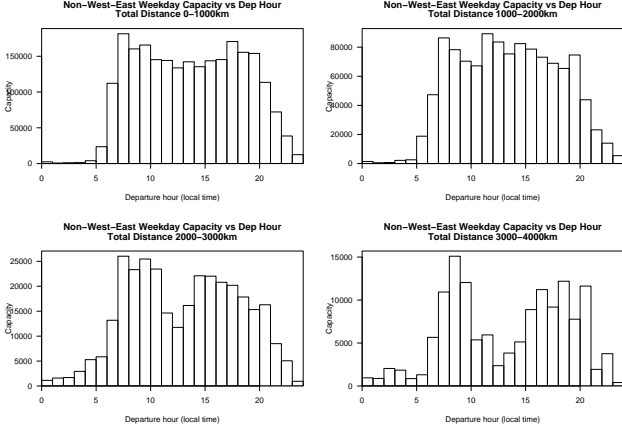 Non−West−East Weekday Capacity vs Dep Hour
Total Distance 0−1000km
Capacity
0
50000
100000
150000
0 5 10 15 20
Departure hour (local time)
Non−West−East Weekday Capacity vs Dep Hour
Total Distance 1000−2000km
Capacity
0
20000
40000
60000
80000
0 5 10 15 20
Departure hour (local time)
Non−West−East Weekday Capacity vs Dep Hour
Total Distance 2000−3000km
Capacity
0
5000
10000
15000
20000
25000
0 5 10 15 20
Departure hour (local time)
Non−West−East Weekday Capacity vs Dep Hour
Total Distance 3000−4000km
Capacity
0
5000
10000
15000
0 5 10 15 20
Departure hour (local time)